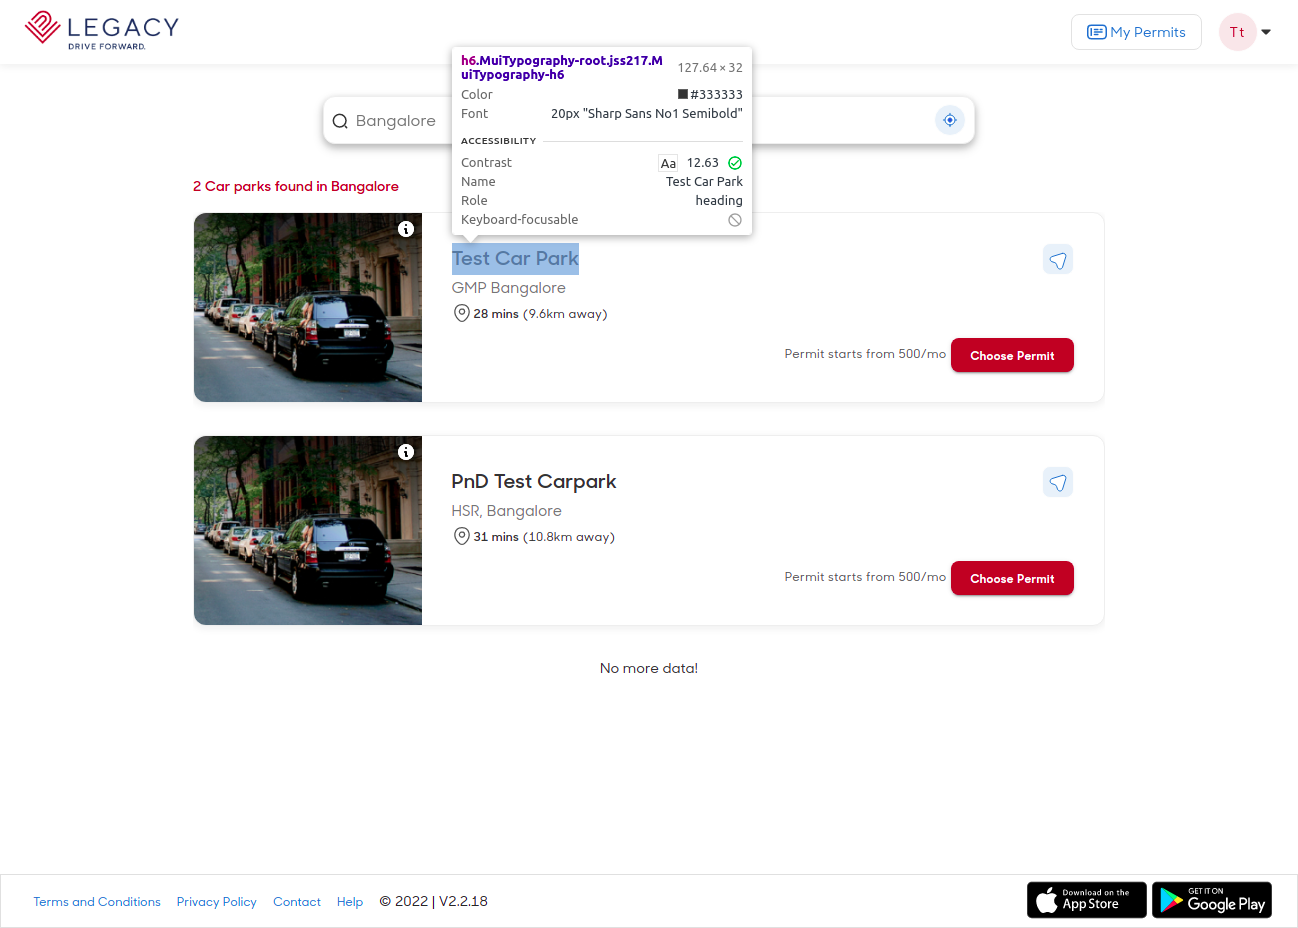 LEGACY
DRIVE FORWARD.
My Permits
Tt
h6.MuiTypography-root.jss217.M
uiTypography-h6
127.64 × 32
Color
#333333
Font
20px "Sharp Sans No1 Semibold"
ACCESSIBILITY
Contrast
Aa 12.63
Name
Test Car Park
Role
heading
Keyboard-focusable
Bangalore
2 Car parks found in Bangalore
Test Car Park
GMP Bangalore
28 mins (9.6km away)
Permit starts from 500/mo
Choose Permit
PnD Test Carpark
HSR, Bangalore
31 mins (10.8km away)
Permit starts from 500/mo
Choose Permit
No more data!
Terms and Conditions
Privacy Policy
Contact
Help
© 2022 | V2.2.18
Download on the
App Store
GET IT ON
Google Play